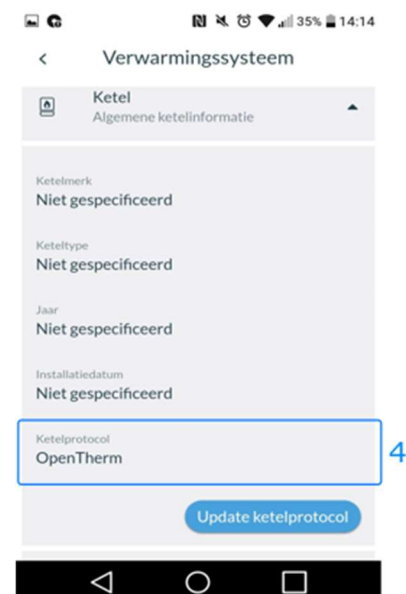 35% 14:14
Verwarmingssysteem
Ketel
Algemene ketelinformatie
Ketelmerk
Niet gespecificeerd
Keteltype
Niet gespecificeerd
Jaar
Niet gespecificeerd
Installatiedatum
Niet gespecificeerd
Ketelprotocol
OpenTherm
4
Update ketelprotocol